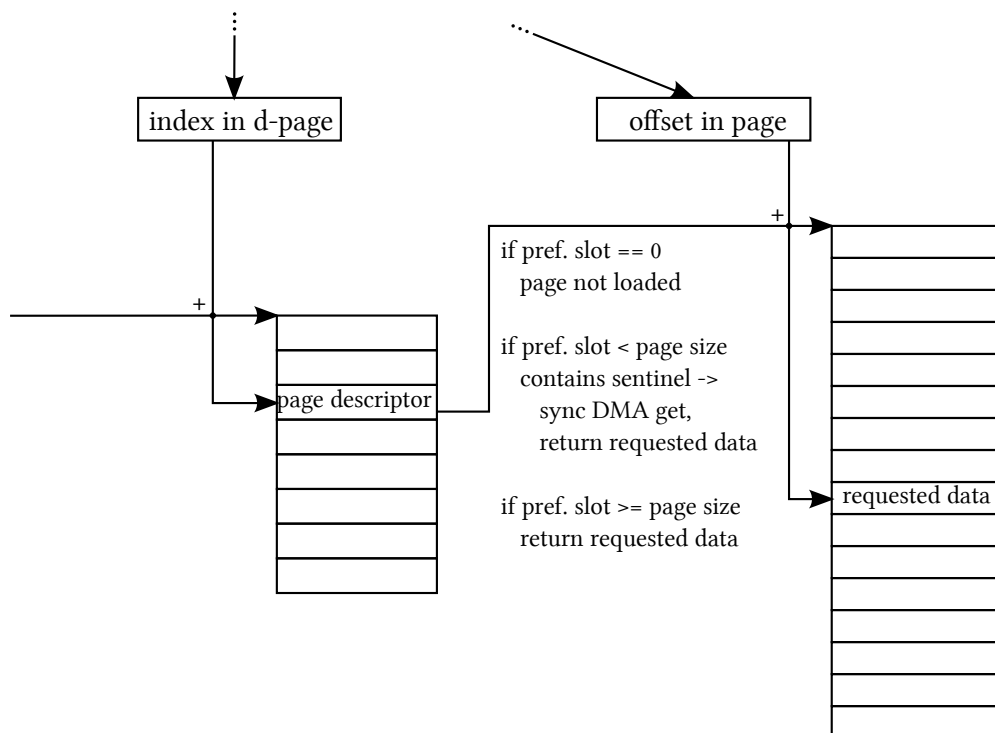 ...
...
index in d-page
offset in page
+
+
if pref. slot == 0
page not loaded
if pref. slot < page size
contains sentinel ->
sync DMA get,
return requested data
page descriptor
requested data
if pref. slot >= page size
return requested data